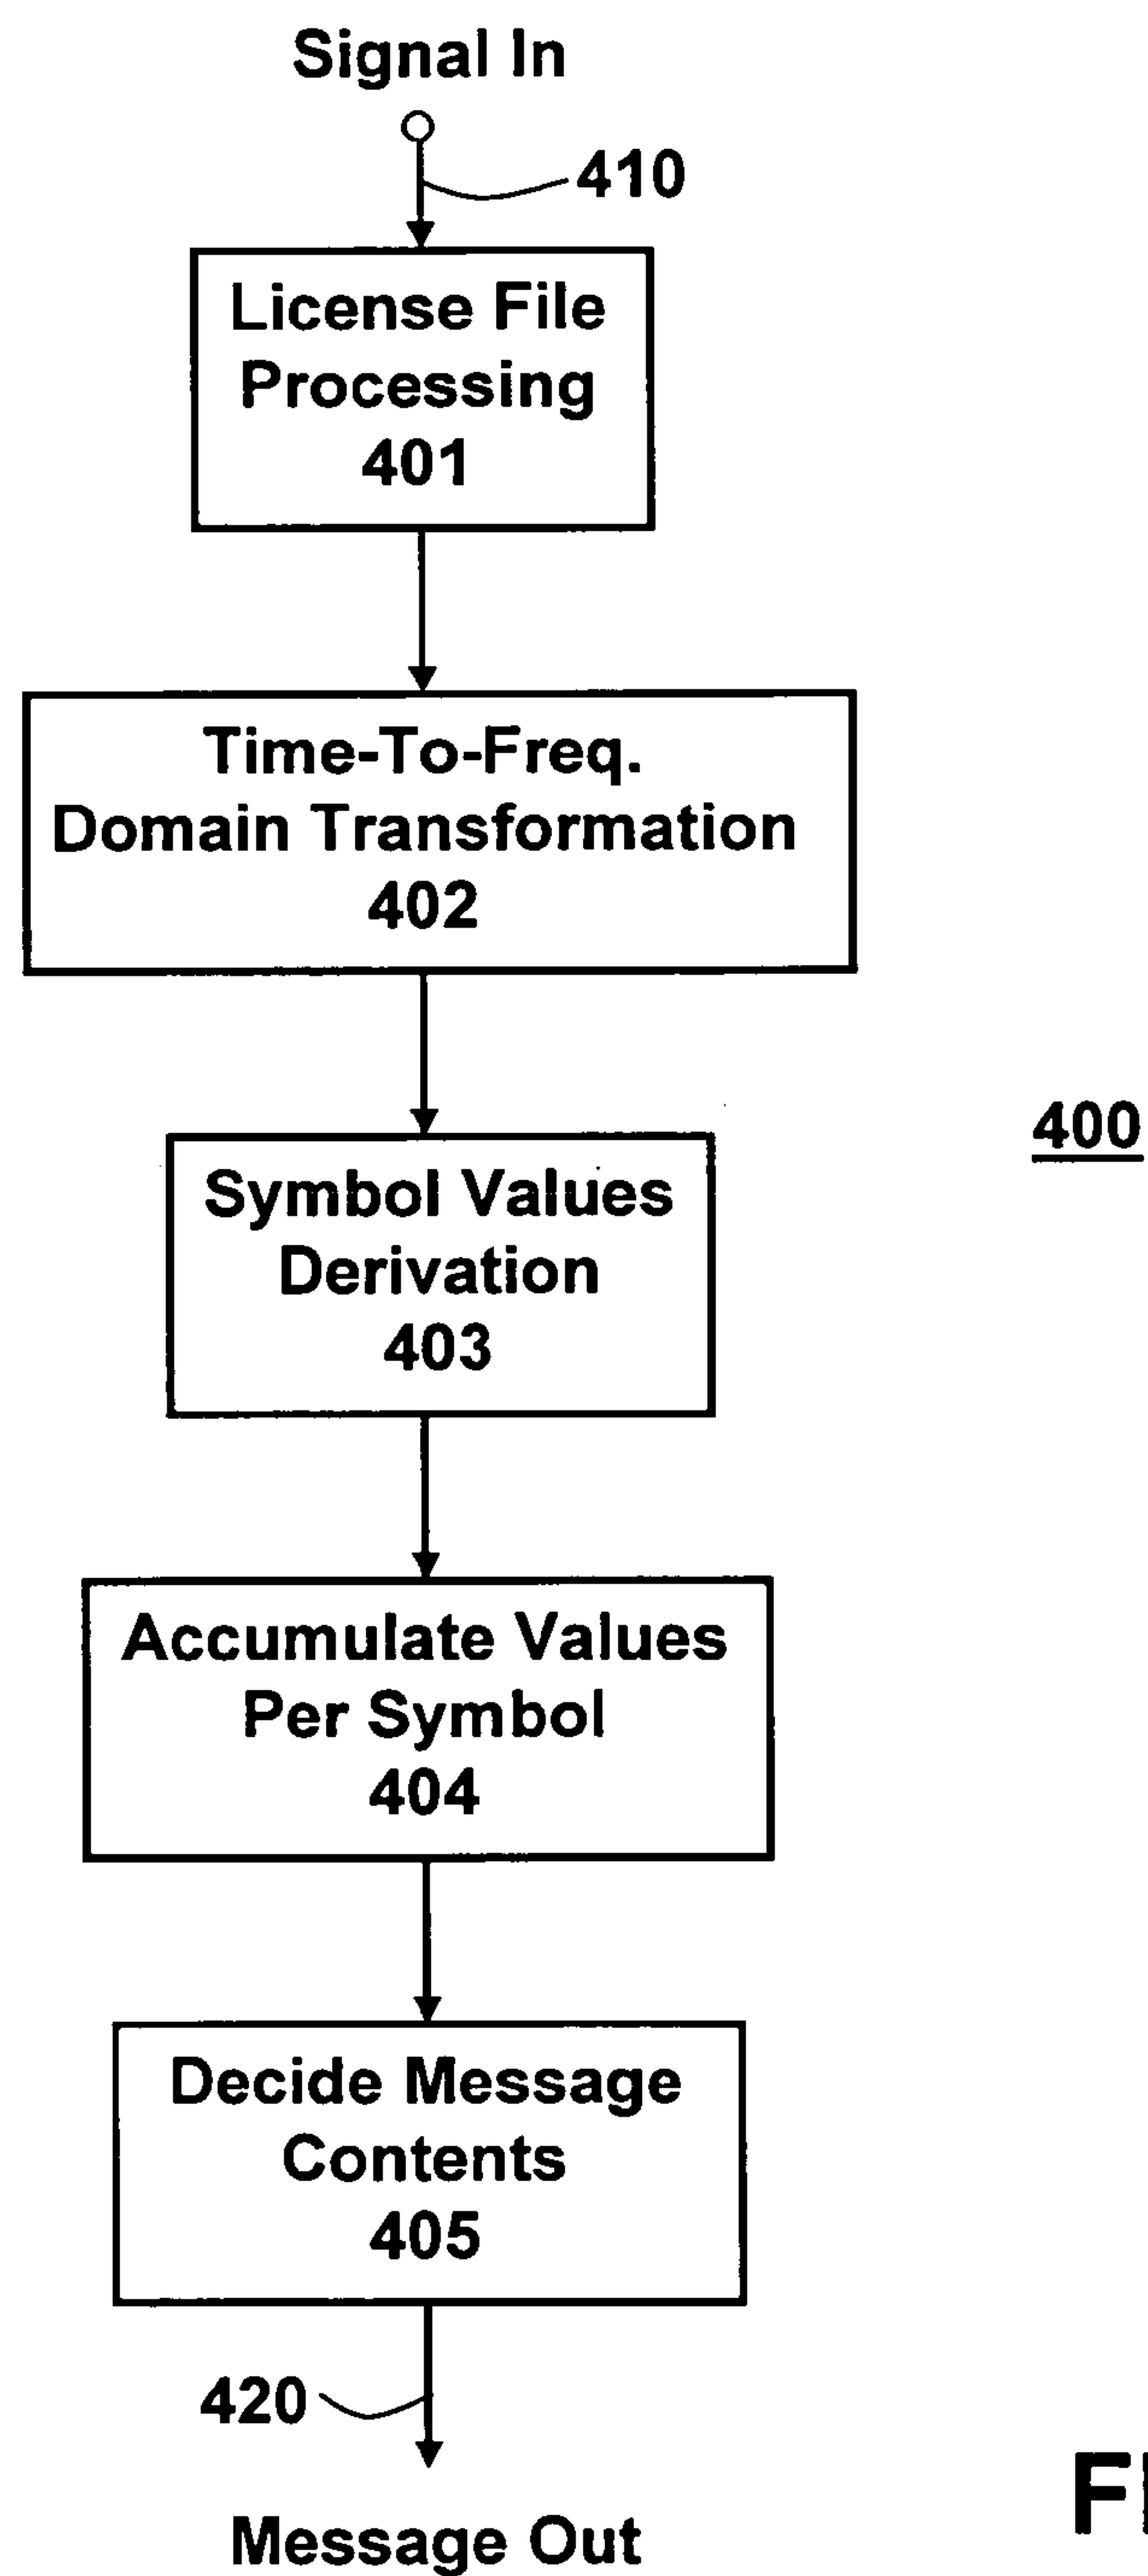 Signal In
410
License File
Processing
401
Time-To-Freq.
Domain Transformation
402
400
Symbol Values
Derivation
403
Accumulate Values
Per Symbol
404
Decide Message
Contents
405
420
Message Out